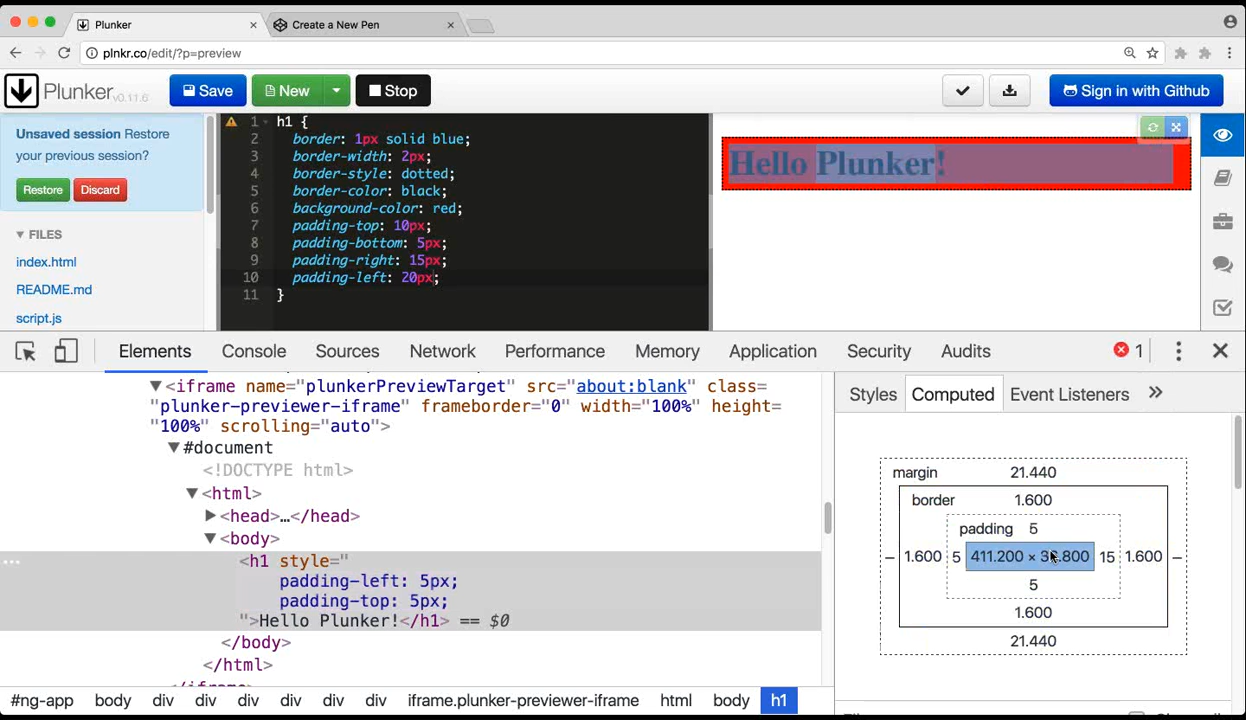 Plunker
Create a New Pen
plnkr.co/edit/?p=preview
Plunker v0.11.6
Save
New
Stop
Sign in with Github
Unsaved session Restore
your previous session?
Restore Discard
FILES
index.html
README.md
script.js
1 h1 {
2 border: 1px solid blue;
3 border-width: 2px;
4 border-style: dotted;
5 border-color: black;
6 background-color: red;
7 padding-top: 10px;
8 padding-bottom: 5px;
9 padding-right: 15px;
10 padding-left: 20px;
11 }
Hello Plunker!
Elements Console Sources Network Performance Memory Application Security Audits 1
<iframe name="plunkerPreviewTarget" src="about:blank" class=
"plunker-previewer-iframe" frameborder="0" width="100%" height=
"100%" scrolling="auto">
#document
<!DOCTYPE html>
<html>
<head>…</head>
<body>
<h1 style="
padding-left: 5px;
padding-top: 5px;
">Hello Plunker!</h1> == $0
</body>
</html>
#ng-app body div div div div div iframe.plunker-previewer-iframe html body h1
Styles Computed Event Listeners »
margin 21.440
border 1.600
padding 5
– 1.600 5 411.200 × 15 1.600 –
5
1.600
21.440